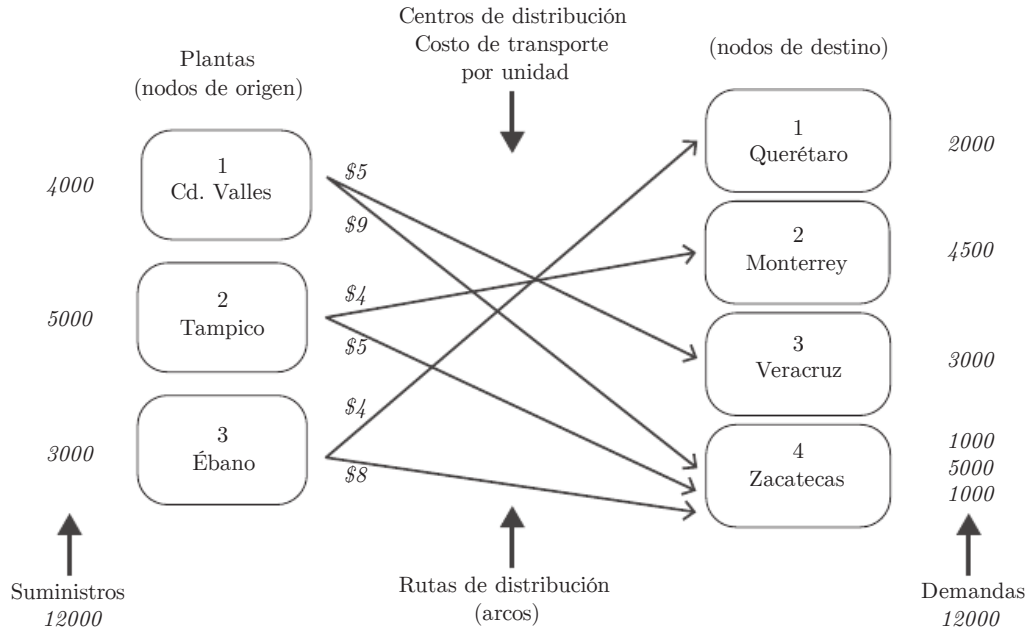 Centros de distribución
Costo de transporte
por unidad
(nodos de destino)
Plantas
(nodos de origen)
1
Cd. Valles
4000
$5
$9
1
Querétaro
2000
2
Tampico
5000
$4
$5
2
Monterrey
4500
3
Veracruz
3000
3
Ébano
3000
$4
$8
4
Zacatecas
1000
5000
1000
Suministros
12000
Rutas de distribución
(arcos)
Demandas
12000